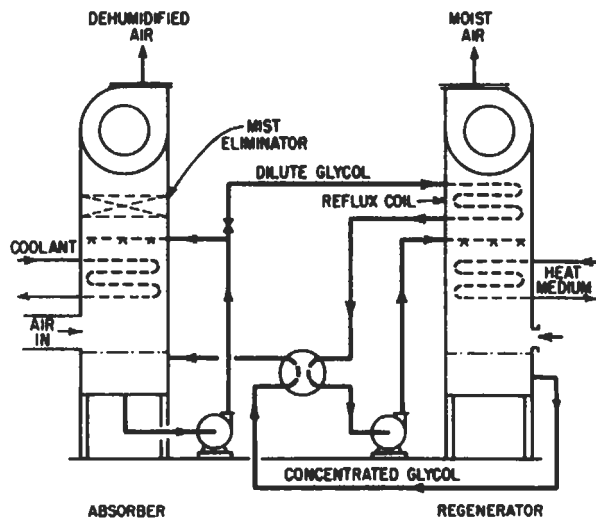 DEHUMIDIFIED
AIR
MOIST
AIR
MIST
ELIMINATOR
DILUTE GLYCOL
REFLUX COIL
COOLANT
HEAT
MEDIUM
AIR
IN
CONCENTRATED GLYCOL
ABSORBER
REGENERATOR